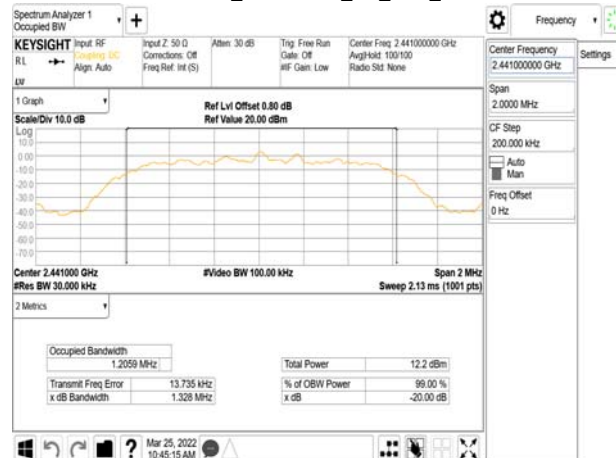 Spectrum Analyzer 1
Occupied BW
Frequency
KEYSIGHT
Input: RF
Coupling: DC
Align: Auto
Input Z: 50 Ω
Corrections: Off
Freq Ref: Int (S)
Atten: 30 dB
Trig: Free Run
Gate: Off
#IF Gain: Low
Center Freq: 2.441000000 GHz
Avg|Hold: 100/100
Radio Std: None
RL
LW
Center Frequency
2.441000000 GHz
Settings
Span
2.0000 MHz
CF Step
200.000 kHz
Auto
Man
Freq Offset
0 Hz
1 Graph
Scale/Div 10.0 dB
Ref Lvl Offset 0.80 dB
Ref Value 20.00 dBm
Log
10.0
0.00
-10.0
-20.0
-30.0
-40.0
-50.0
-60.0
-70.0
Center 2.441000 GHz
#Res BW 30.000 kHz
#Video BW 100.00 kHz
Span 2 MHz
Sweep 2.13 ms (1001 pts)
2 Metrics
Occupied Bandwidth
1.2059 MHz
Total Power 12.2 dBm
Transmit Freq Error 13.735 kHz
% of OBW Power 99.00 %
x dB Bandwidth 1.328 MHz
x dB -20.00 dB
?
Mar 25, 2022
10:45:15 AM